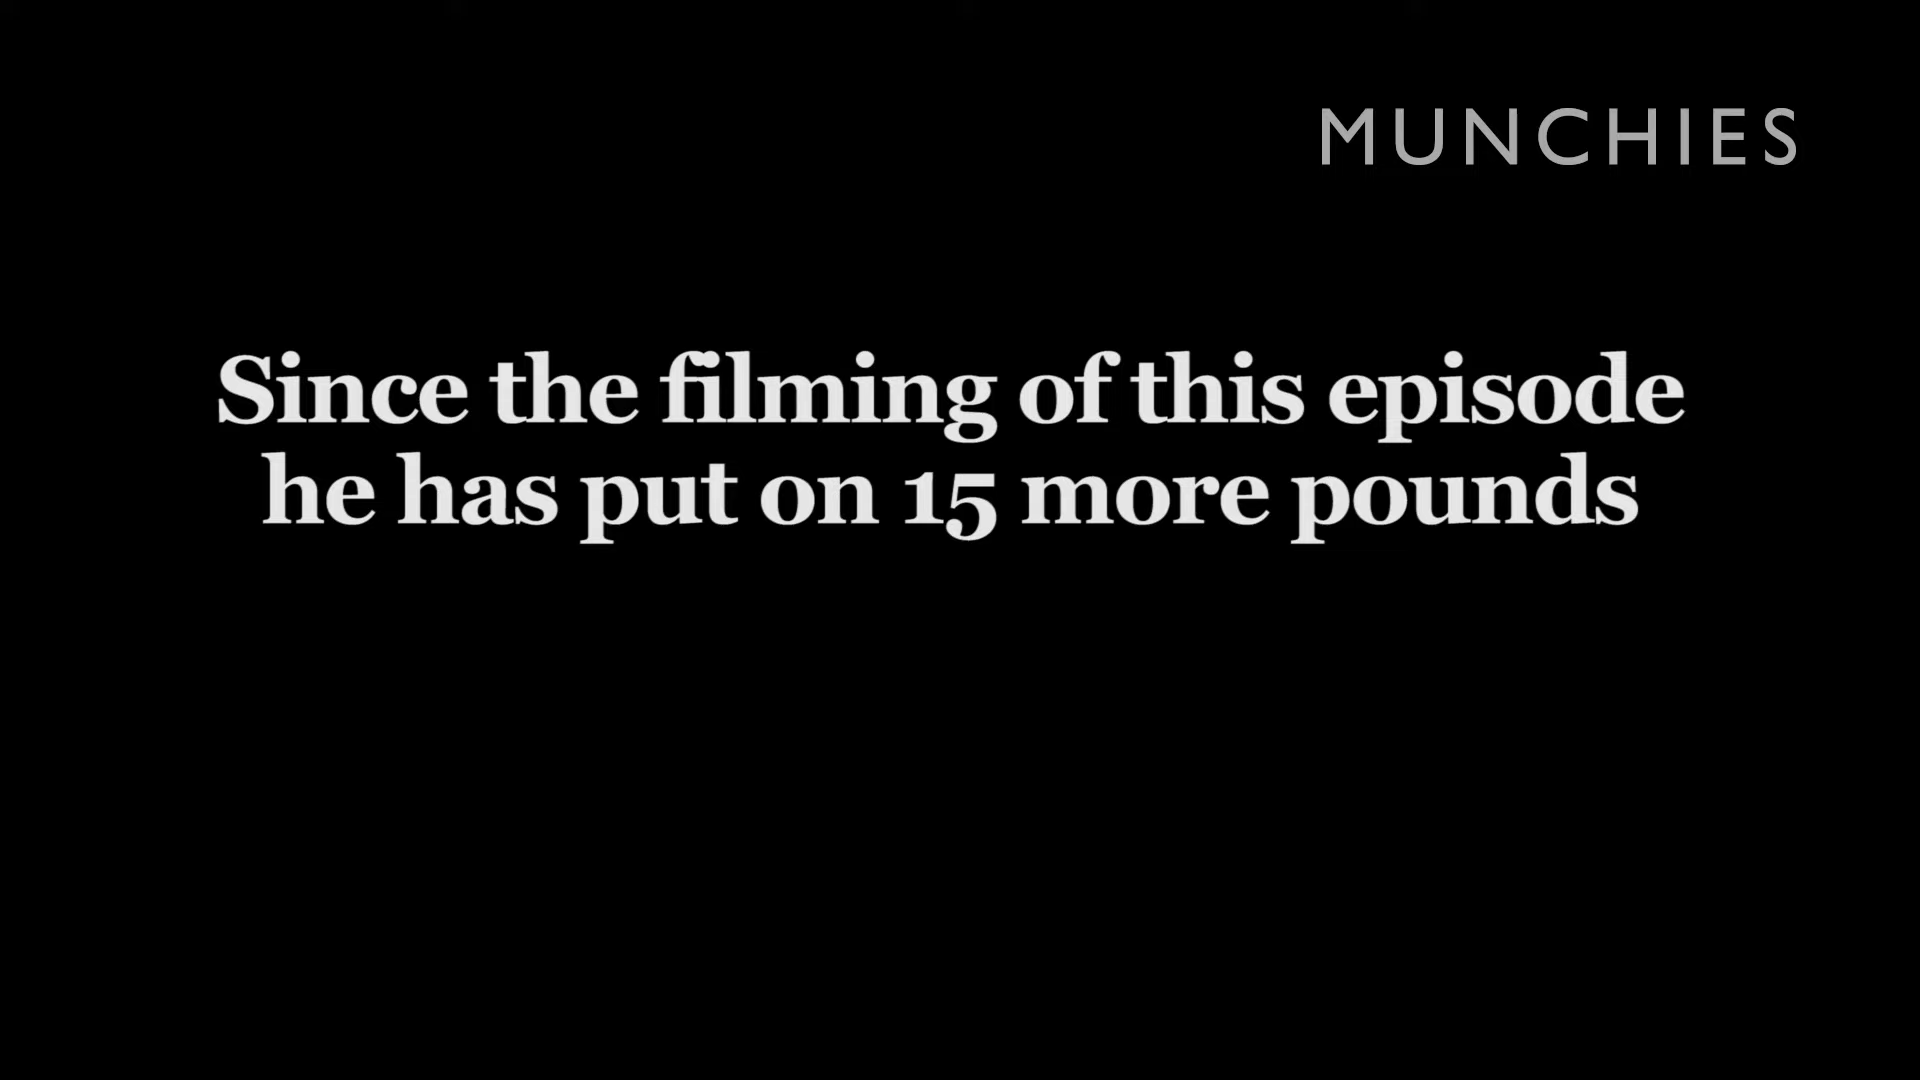 MUNCHIES
Since the filming of this episode
he has put on 15 more pounds